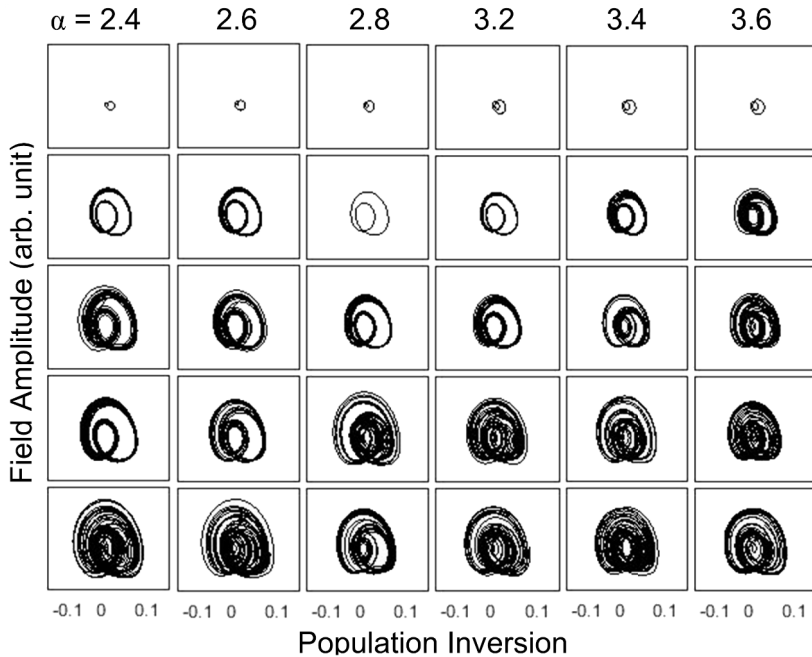 α = 2.4 2.6 2.8 3.2 3.4 3.6
Field Amplitude (arb. unit)
-0.1 0 0.1 -0.1 0 0.1 -0.1 0 0.1 -0.1 0 0.1 -0.1 0 0.1 -0.1 0 0.1
Population Inversion